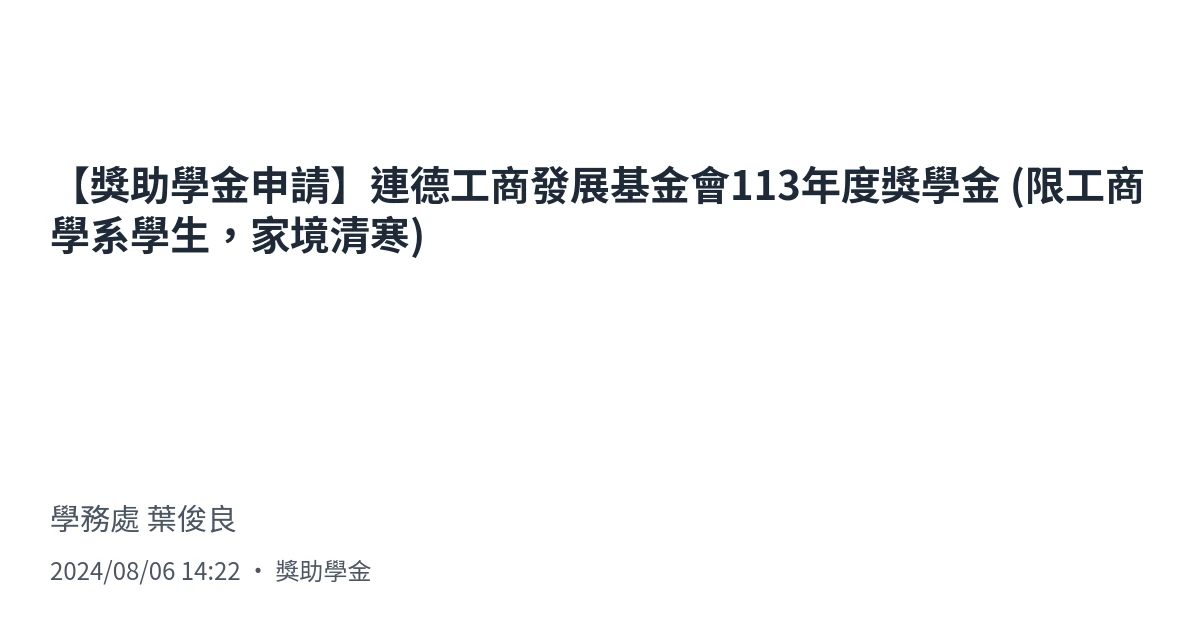 【獎助學金申請】連德工商發展基金會113年度獎學金 (限工商
學系學生，家境清寒)
學務處 葉俊良
2024/08/06 14:22 · 獎助學金